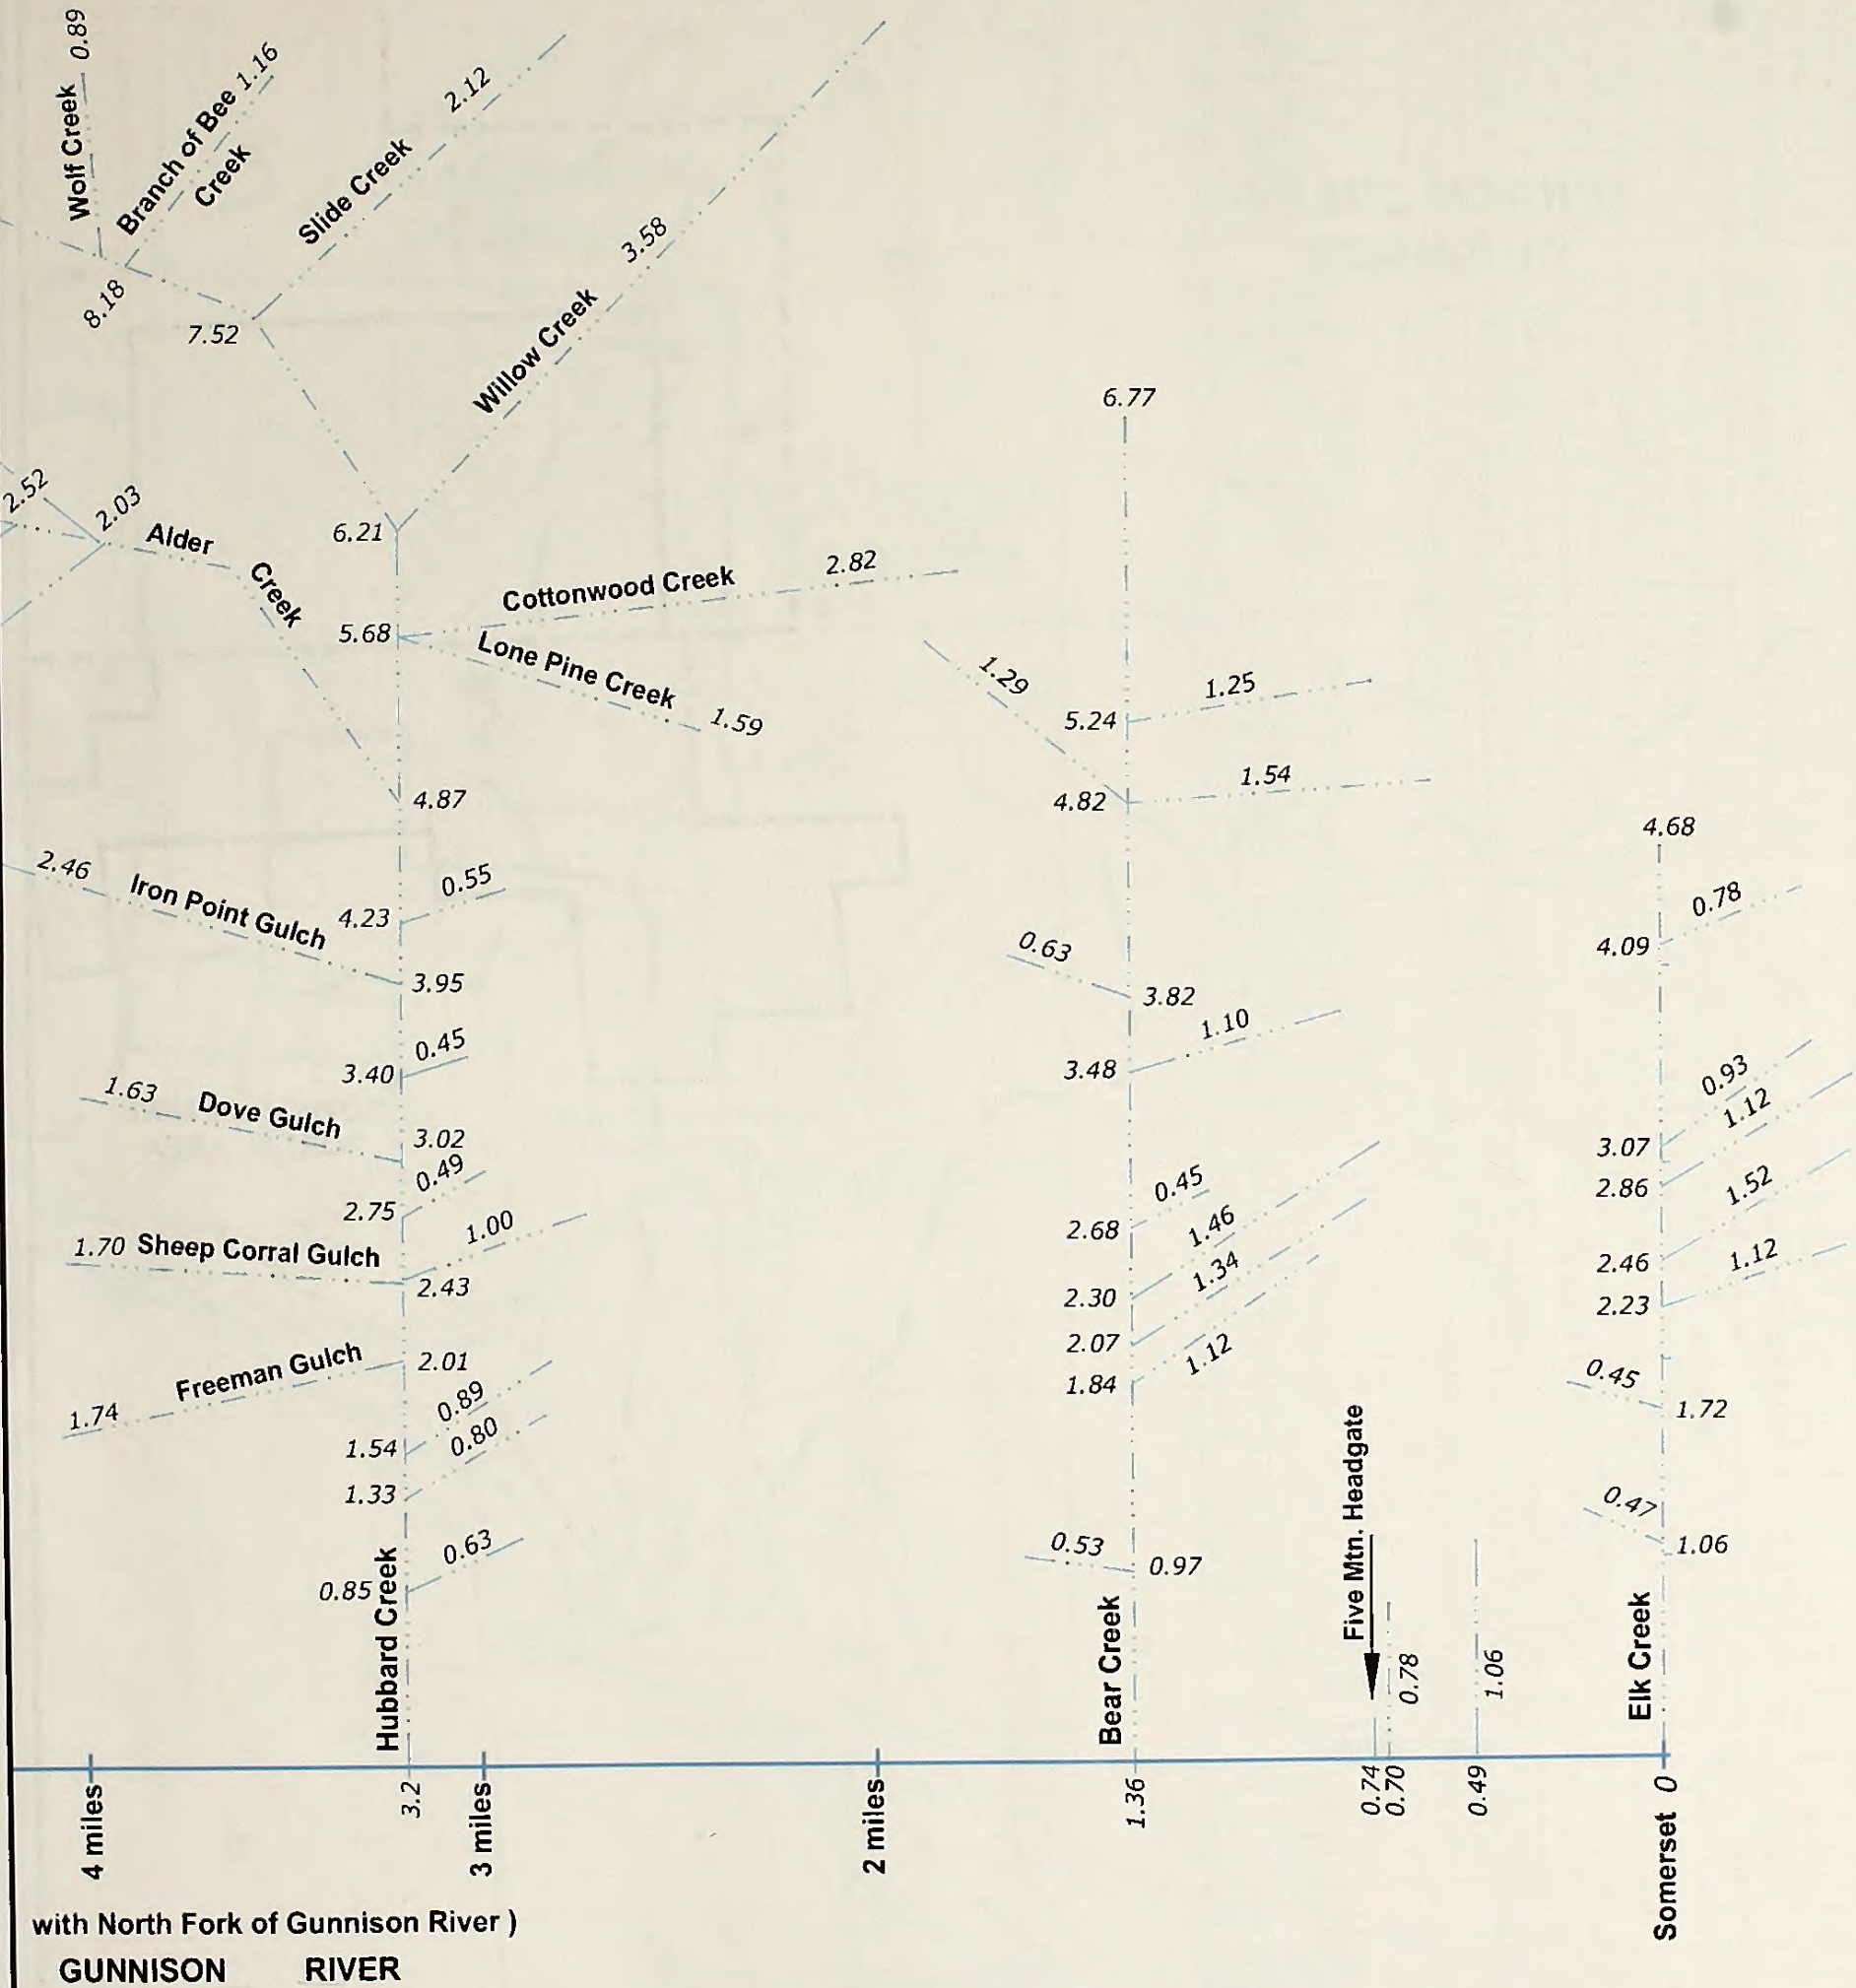 Wolf Creek 0.89
Branch of Bee 1.16
Creek
8.18
Slide Creek 2.12
7.52
Willow Creek 3.58
6.21
2.52
2.03
Alder
Creek
Cottonwood Creek 2.82
5.68
Lone Pine Creek 1.59
4.87
0.55
4.23
2.46 Iron Point Gulch
3.95
0.45
3.40
1.63 Dove Gulch
3.02
0.49
2.75
1.00
1.70 Sheep Corral Gulch
2.43
Freeman Gulch
1.74
2.01
0.89
1.54
0.80
1.33
0.63
0.85
Hubbard Creek
6.77
1.29
1.25
5.24
1.54
4.82
0.63
3.82
1.10
3.48
0.45
2.68
1.46
2.30
1.34
2.07
1.12
1.84
0.53
0.97
Bear Creek
Five Mtn. Headgate
0.78
1.06
4.68
0.78
4.09
0.93
3.07
1.12
2.86
1.52
2.46
1.12
2.23
0.45
1.72
0.47
1.06
Elk Creek
4 miles
3.2
3 miles
2 miles
1.36
0.74
0.70
0.49
Somerset 0
with North Fork of Gunnison River )
GUNNISON RIVER